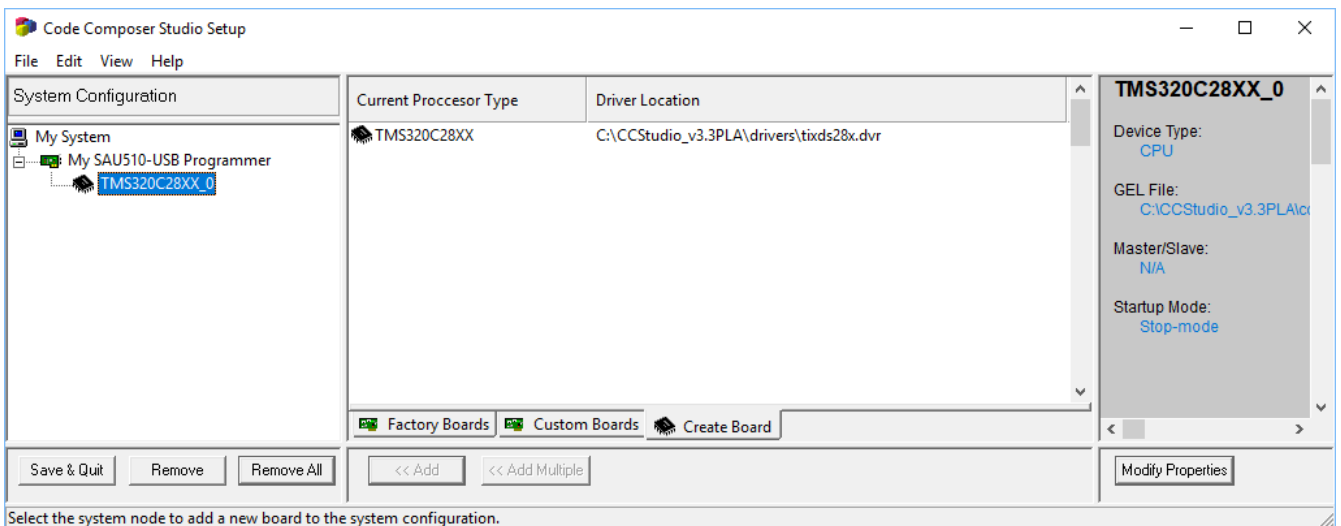 Code Composer Studio Setup
File Edit View Help
System Configuration
My System
My SAU510-USB Programmer
TMS320C28XX_0
Current Proccesor Type Driver Location
TMS320C28XX C:\CCStudio_v3.3PLA\drivers\tixds28x.dvr
Factory Boards Custom Boards Create Board
TMS320C28XX_0
Device Type:
CPU
GEL File:
C:\CCStudio_v3.3PLA\cc
Master/Slave:
N/A
Startup Mode:
Stop-mode
Save & Quit Remove Remove All << Add << Add Multiple Modify Properties
Select the system node to add a new board to the system configuration.